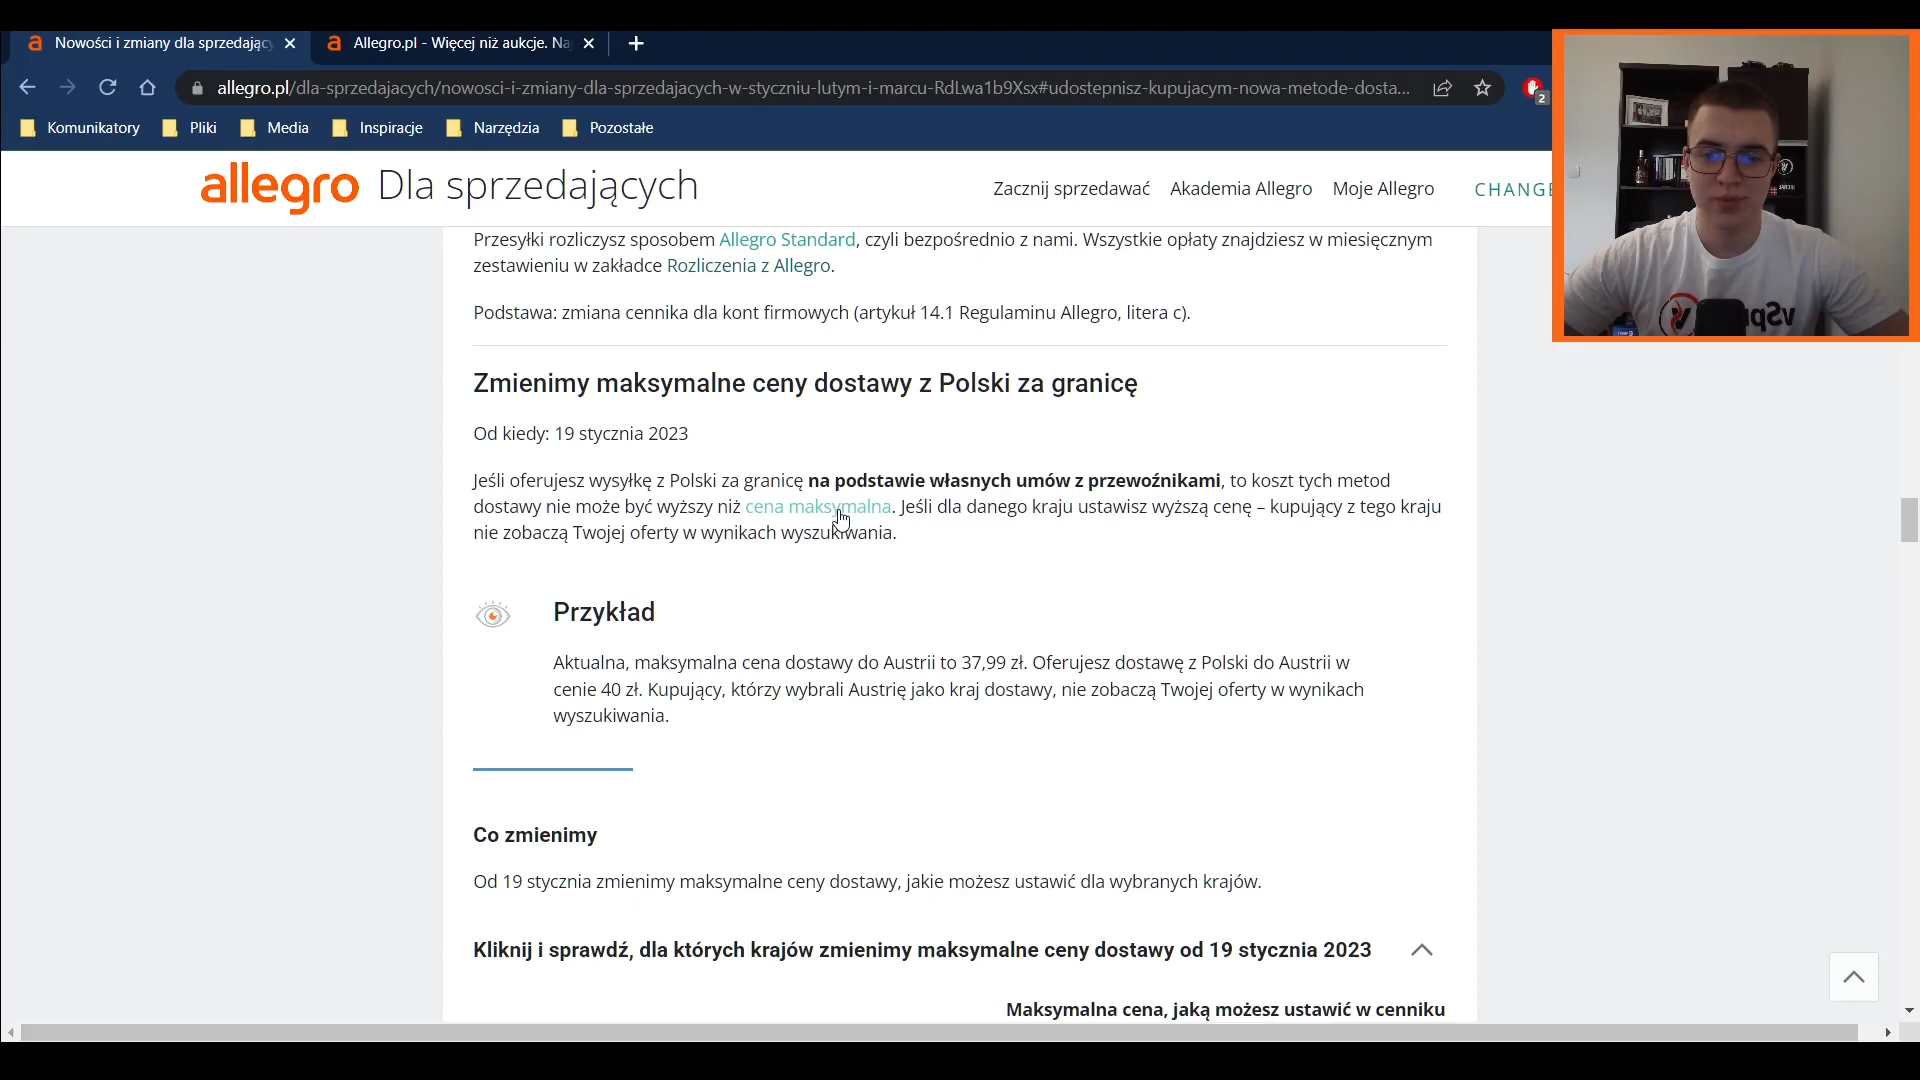 Nowości i zmiany dla sprzedając
Allegro.pl - Więcej niż aukcje. Na
allegro.pl/dla-sprzedajacych/nowosci-i-zmiany-dla-sprzedajacych-w-styczniu-lutym-i-marcu-RdLwa1b9Xsx#udostepnisz-kupujacym-nowa-metode-dosta...
2
Komunikatory
Pliki
Media
Inspiracje
Narzędzia
Pozostałe
allegro Dla sprzedających
Zacznij sprzedawać
Akademia Allegro
Moje Allegro
CHANGE
Przesyłki rozliczysz sposobem Allegro Standard, czyli bezpośrednio z nami. Wszystkie opłaty znajdziesz w miesięcznym
zestawieniu w zakładce Rozliczenia z Allegro.
Podstawa: zmiana cennika dla kont firmowych (artykuł 14.1 Regulaminu Allegro, litera c).
Zmienimy maksymalne ceny dostawy z Polski za granicę
Od kiedy: 19 stycznia 2023
Jeśli oferujesz wysyłkę z Polski za granicę na podstawie własnych umów z przewoźnikami, to koszt tych metod
dostawy nie może być wyższy niż cena maksymalna. Jeśli dla danego kraju ustawisz wyższą cenę – kupujący z tego kraju
nie zobaczą Twojej oferty w wynikach wyszukiwania.
Przykład
Aktualna, maksymalna cena dostawy do Austrii to 37,99 zł. Oferujesz dostawę z Polski do Austrii w
cenie 40 zł. Kupujący, którzy wybrali Austrię jako kraj dostawy, nie zobaczą Twojej oferty w wynikach
wyszukiwania.
Co zmienimy
Od 19 stycznia zmienimy maksymalne ceny dostawy, jakie możesz ustawić dla wybranych krajów.
Kliknij i sprawdź, dla których krajów zmienimy maksymalne ceny dostawy od 19 stycznia 2023
Maksymalna cena, jaką możesz ustawić w cenniku